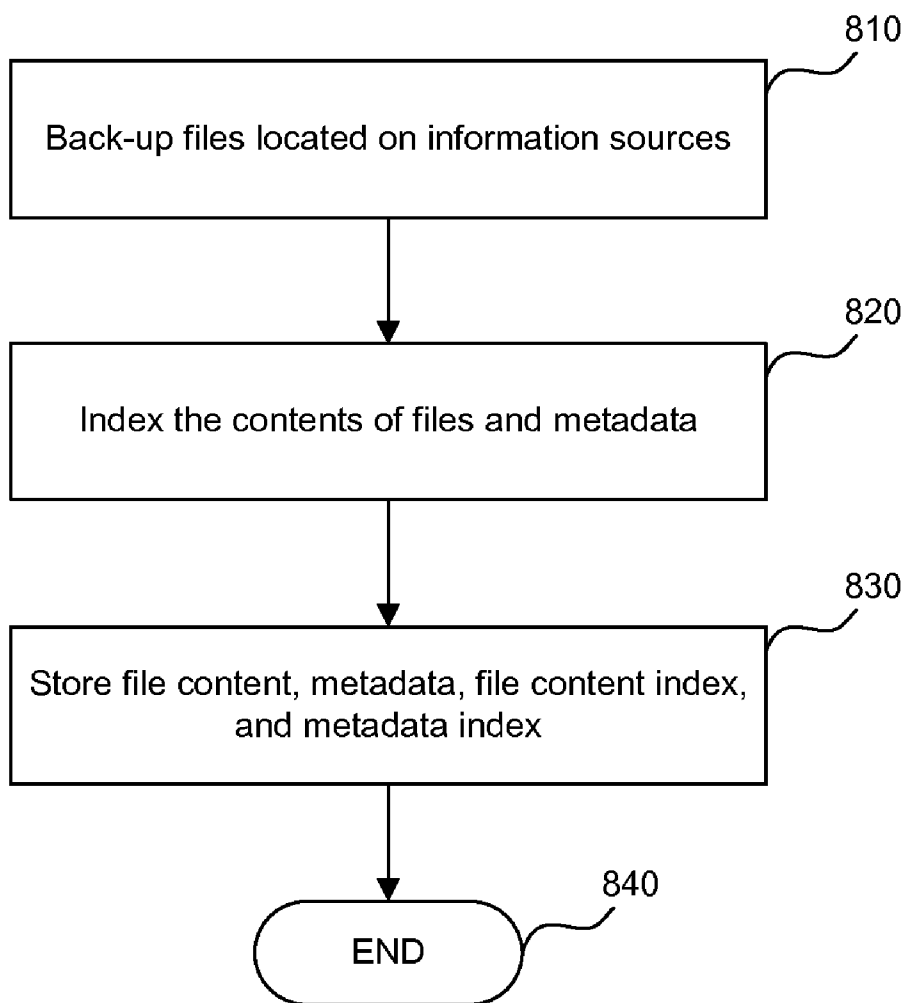 810
Back-up files located on information sources
820
Index the contents of files and metadata
830
Store file content, metadata, file content index,
and metadata index
840
END